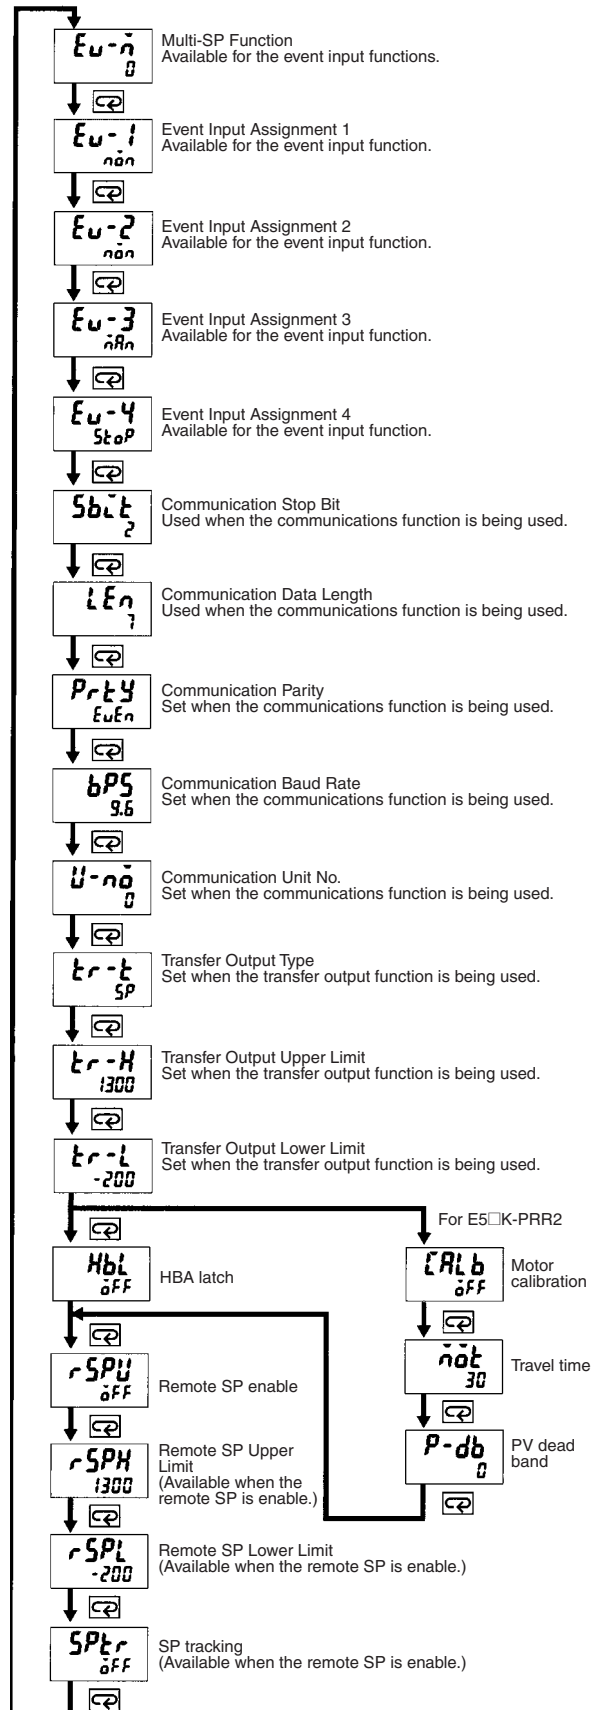 Eu-ñ
0
Multi-SP Function
Available for the event input functions.
Eu-1
non
Event Input Assignment 1
Available for the event input function.
Eu-2
non
Event Input Assignment 2
Available for the event input function.
Eu-3
ñAn
Event Input Assignment 3
Available for the event input function.
Eu-4
StoP
Event Input Assignment 4
Available for the event input function.
Sbit
2
Communication Stop Bit
Used when the communications function is being used.
LEn
7
Communication Data Length
Used when the communications function is being used.
PrtY
EuEn
Communication Parity
Set when the communications function is being used.
bPS
9.6
Communication Baud Rate
Set when the communications function is being used.
U-no
0
Communication Unit No.
Set when the communications function is being used.
tr-t
SP
Transfer Output Type
Set when the transfer output function is being used.
tr-H
1300
Transfer Output Upper Limit
Set when the transfer output function is being used.
tr-L
-200
Transfer Output Lower Limit
Set when the transfer output function is being used.
For E5□K-PRR2
HbL
oFF
HBA latch
CALb
oFF
Motor
calibration
rSPU
oFF
Remote SP enable
ñot
30
Travel time
rSPH
1300
Remote SP Upper
Limit
(Available when the
remote SP is enable.)
P-db
0
PV dead
band
rSPL
-200
Remote SP Lower Limit
(Available when the remote SP is enable.)
SPtr
oFF
SP tracking
(Available when the remote SP is enable.)